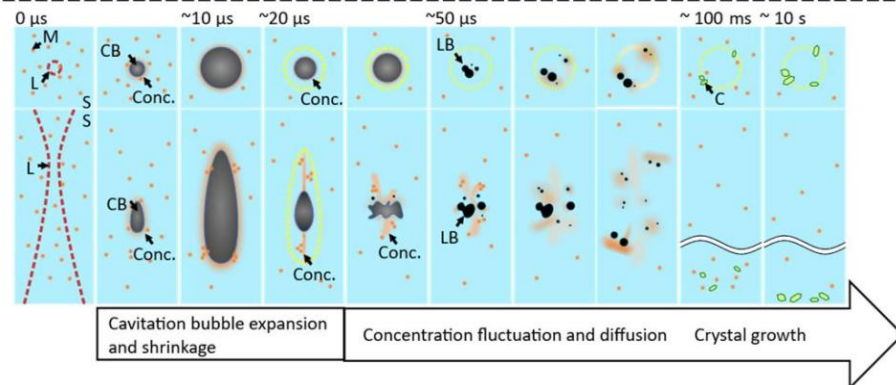 0 µs
~10 µs
~20 µs
~50 µs
~ 100 ms
~ 10 s
M
L
S
S
CB
Conc.
Conc.
LB
C
L
CB
Conc.
Conc.
Conc.
LB
Cavitation bubble expansion
and shrinkage
Concentration fluctuation and diffusion
Crystal growth